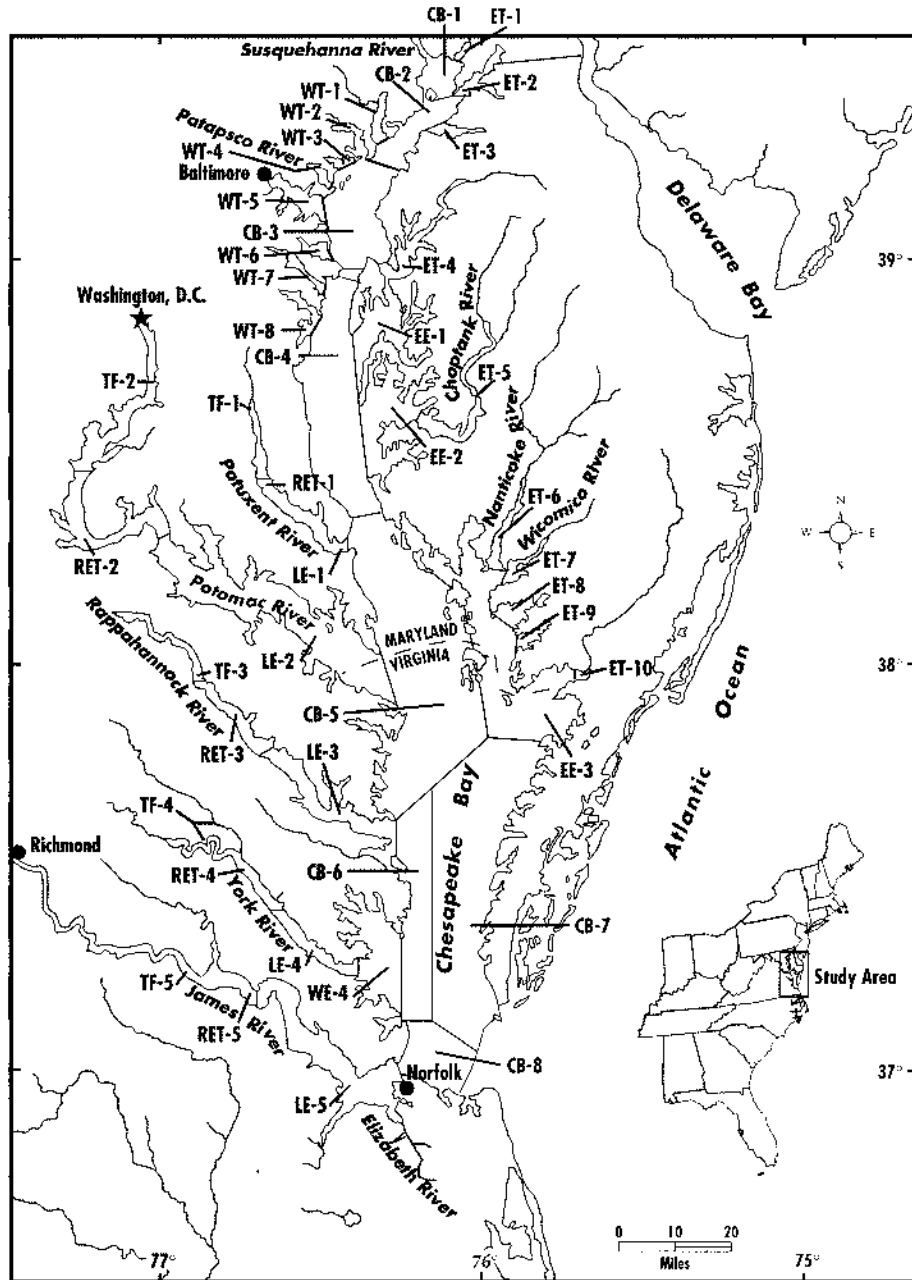 CB-1
ET-1
Susquehanna River
CB-2
WT-1
ET-2
WT-2
Patapsco River
WT-3
ET-3
WT-4
Baltimore
WT-5
CB-3
Delaware Bay
WT-6
39°
WT-7
ET-4
Washington, D.C.
Choptank River
WT-8
EE-1
CB-4
TF-2
ET-5
TF-1
Nanticoke River
EE-2
RET-1
Wicomico River
ET-6
Patuxent River
N
W
E
S
RET-2
LE-1
ET-7
Potomac River
ET-8
Rappahannock River
ET-9
MARYLAND
VIRGINIA
LE-2
38°
TF-3
ET-10
Atlantic Ocean
CB-5
RET-3
LE-3
EE-3
Chesapeake Bay
TF-4
Richmond
RET-4
CB-6
York River
CB-7
LE-4
TF-5
WE-4
Study Area
James River
RET-5
CB-8
37°
Norfolk
LE-5
Elizabeth River
0 10 20
Miles
77°
76°
75°